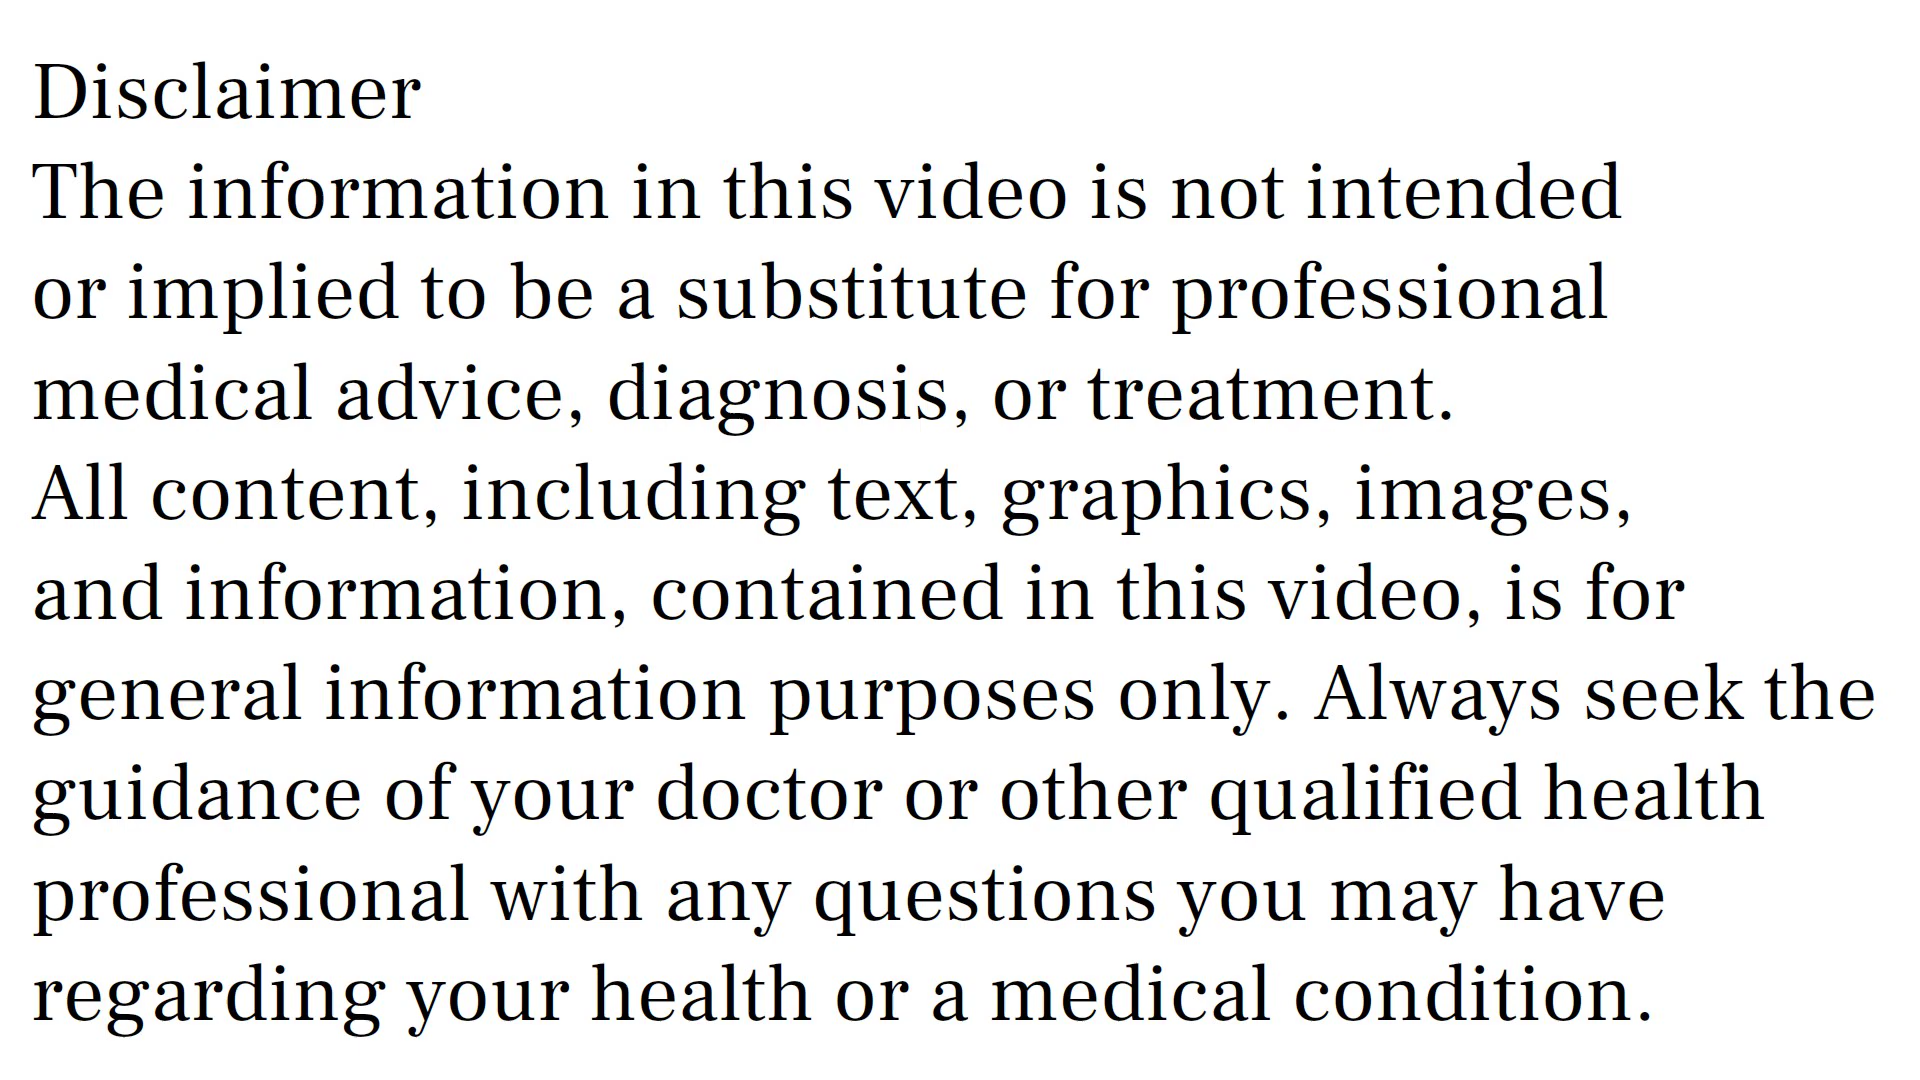 Disclaimer
The information in this video is not intended
or implied to be a substitute for professional
medical advice, diagnosis, or treatment.
All content, including text, graphics, images,
and information, contained in this video, is for
general information purposes only. Always seek the
guidance of your doctor or other qualified health
professional with any questions you may have
regarding your health or a medical condition.